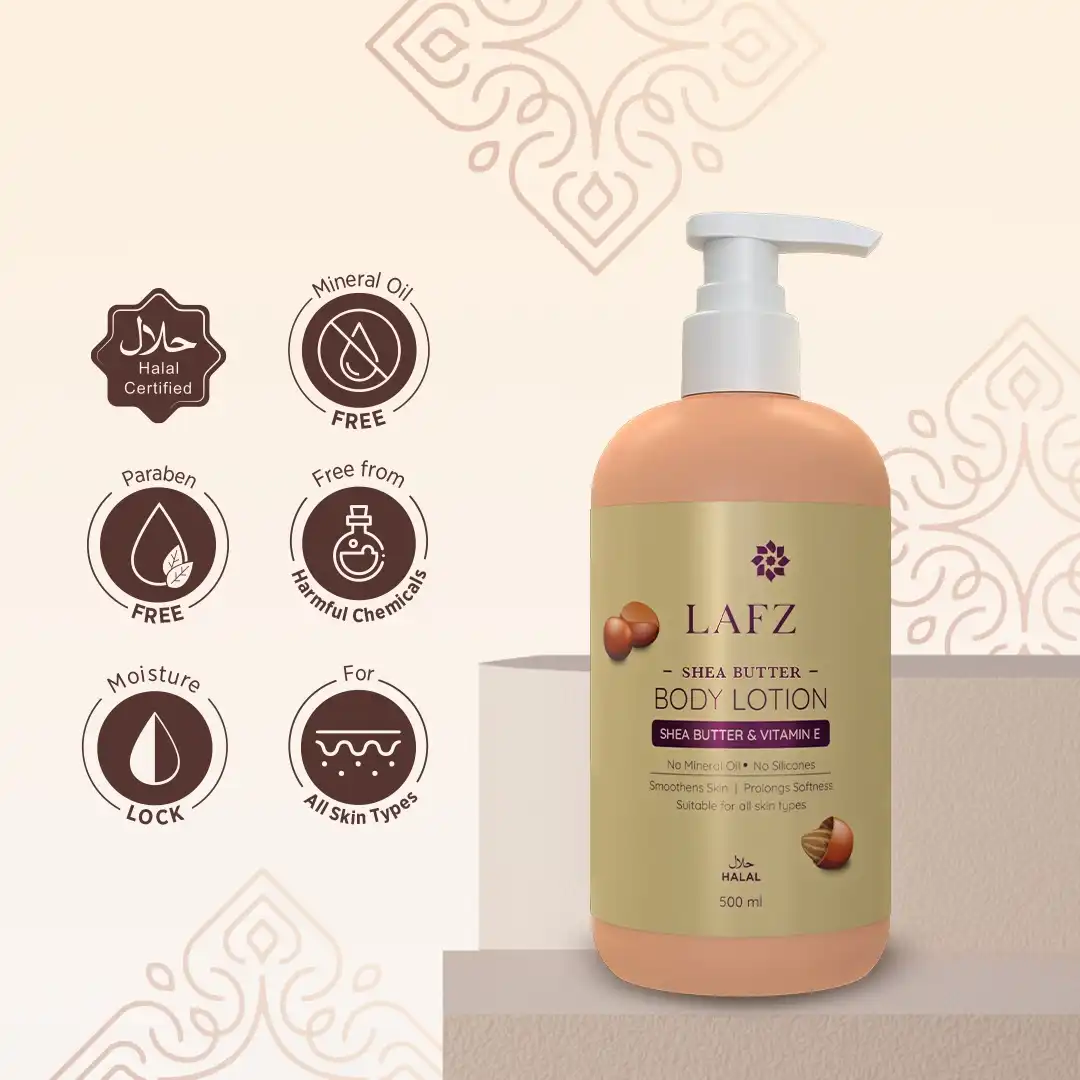 حلال
Halal
Certified
Mineral Oil
FREE
Paraben
FREE
Free from
Harmful Chemicals
Moisture
LOCK
For
All Skin Types
LAFZ
- SHEA BUTTER -
BODY LOTION
SHEA BUTTER & VITAMIN E
No Mineral Oil • No Silicones
Smoothens Skin | Prolongs Softness
Suitable for all skin types
حلال
HALAL
500 ml